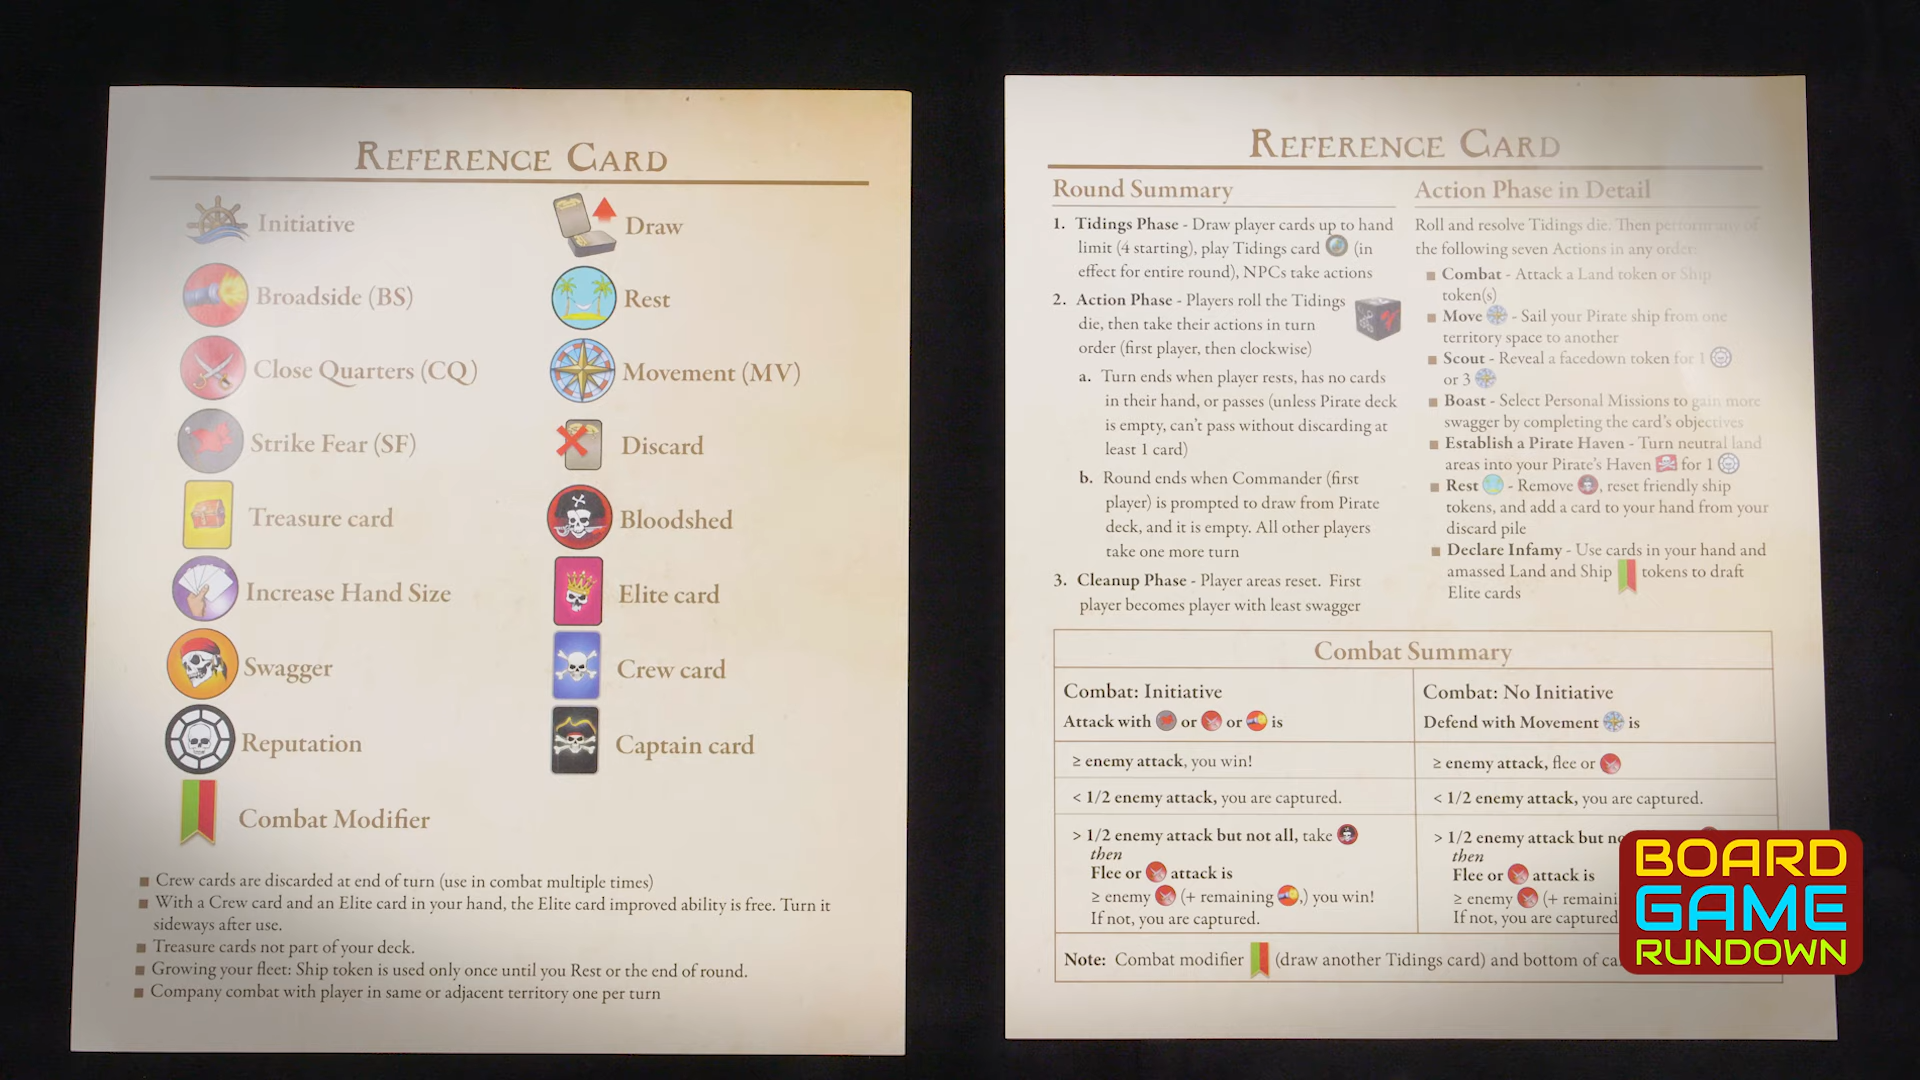 REFERENCE CARD
Initiative
Broadside (BS)
Close Quarters (CQ)
Strike Fear (SF)
Treasure card
Increase Hand Size
Swagger
Reputation
Combat Modifier
Draw
Rest
Movement (MV)
Discard
Bloodshed
Elite card
Crew card
Captain card
Crew cards are discarded at end of turn (use in combat multiple times)
With a Crew card and an Elite card in your hand, the Elite card improved ability is free. Turn it
sideways after use.
Treasure cards not part of your deck.
Growing your fleet: Ship token is used only once until you Rest or the end of round.
Company combat with player in same or adjacent territory one per turn
REFERENCE CARD
Round Summary
1. Tidings Phase - Draw player cards up to hand
limit (4 starting), play Tidings card (in
effect for entire round), NPCs take actions
2. Action Phase - Players roll the Tidings
die, then take their actions in turn
order (first player, then clockwise)
a. Turn ends when player rests, has no cards
in their hand, or passes (unless Pirate deck
is empty, can't pass without discarding at
least 1 card)
b. Round ends when Commander (first
player) is prompted to draw from Pirate
deck, and it is empty. All other players
take one more turn
3. Cleanup Phase - Player areas reset. First
player becomes player with least swagger
Action Phase in Detail
Roll and resolve Tidings die. Then perform any of
the following seven Actions in any order:
Combat - Attack a Land token or Ship
token(s)
Move - Sail your Pirate ship from one
territory space to another
Scout - Reveal a facedown token for 1
or 3
Boast - Select Personal Missions to gain more
swagger by completing the card's objectives
Establish a Pirate Haven - Turn neutral land
areas into your Pirate's Haven for 1
Rest - Remove , reset friendly ship
tokens, and add a card to your hand from your
discard pile
Declare Infamy - Use cards in your hand and
amassed Land and Ship tokens to draft
Elite cards
Combat Summary
Combat: Initiative
Attack with or or is
≥ enemy attack, you win!
< 1/2 enemy attack, you are captured.
> 1/2 enemy attack but not all, take
then
Flee or attack is
≥ enemy (+ remaining ,) you win!
If not, you are captured.
Combat: No Initiative
Defend with Movement is
≥ enemy attack, flee or
< 1/2 enemy attack, you are captured.
> 1/2 enemy attack but
then
Flee or attack is
≥ enemy (+
If not, you are captured
Note: Combat modifier (draw another Tidings card) and bottom of
BOARD
GAME
RUNDOWN